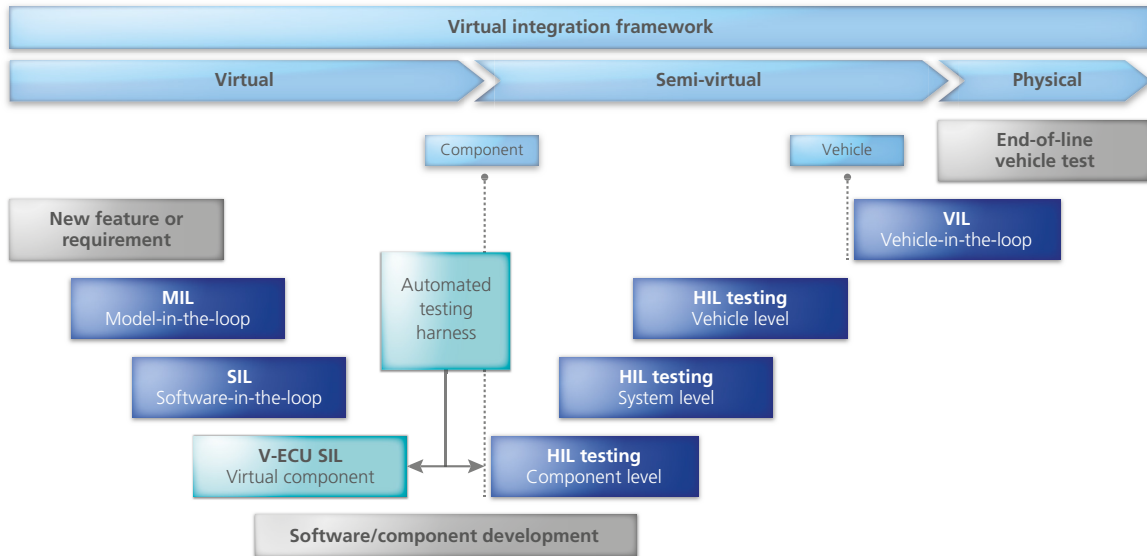 Virtual integration framework
Virtual
Semi-virtual
Physical
Component
Vehicle
End-of-line
vehicle test
New feature or
requirement
VIL
Vehicle-in-the-loop
Automated
testing
harness
MIL
Model-in-the-loop
HIL testing
Vehicle level
SIL
Software-in-the-loop
HIL testing
System level
V-ECU SIL
Virtual component
HIL testing
Component level
Software/component development